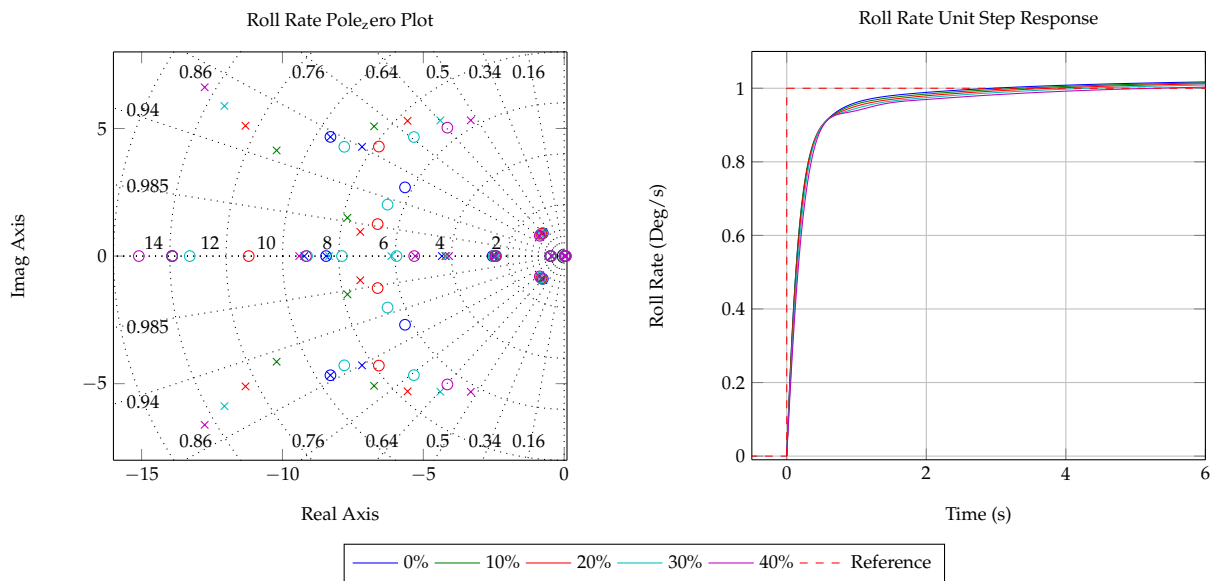 Roll Rate Pole_zero Plot
0.86 0.76 0.64 0.5 0.34 0.16
0.94
5
0.985
0 14 12 10 8 6 4 2
0.985
−5
0.94
0.86 0.76 0.64 0.5 0.34 0.16
−15 −10 −5 0
Real Axis
Imag Axis
Roll Rate Unit Step Response
1
0.8
0.6
0.4
0.2
0
0 2 4 6
Time (s)
Roll Rate (Deg/s)
0% 10% 20% 30% 40% Reference